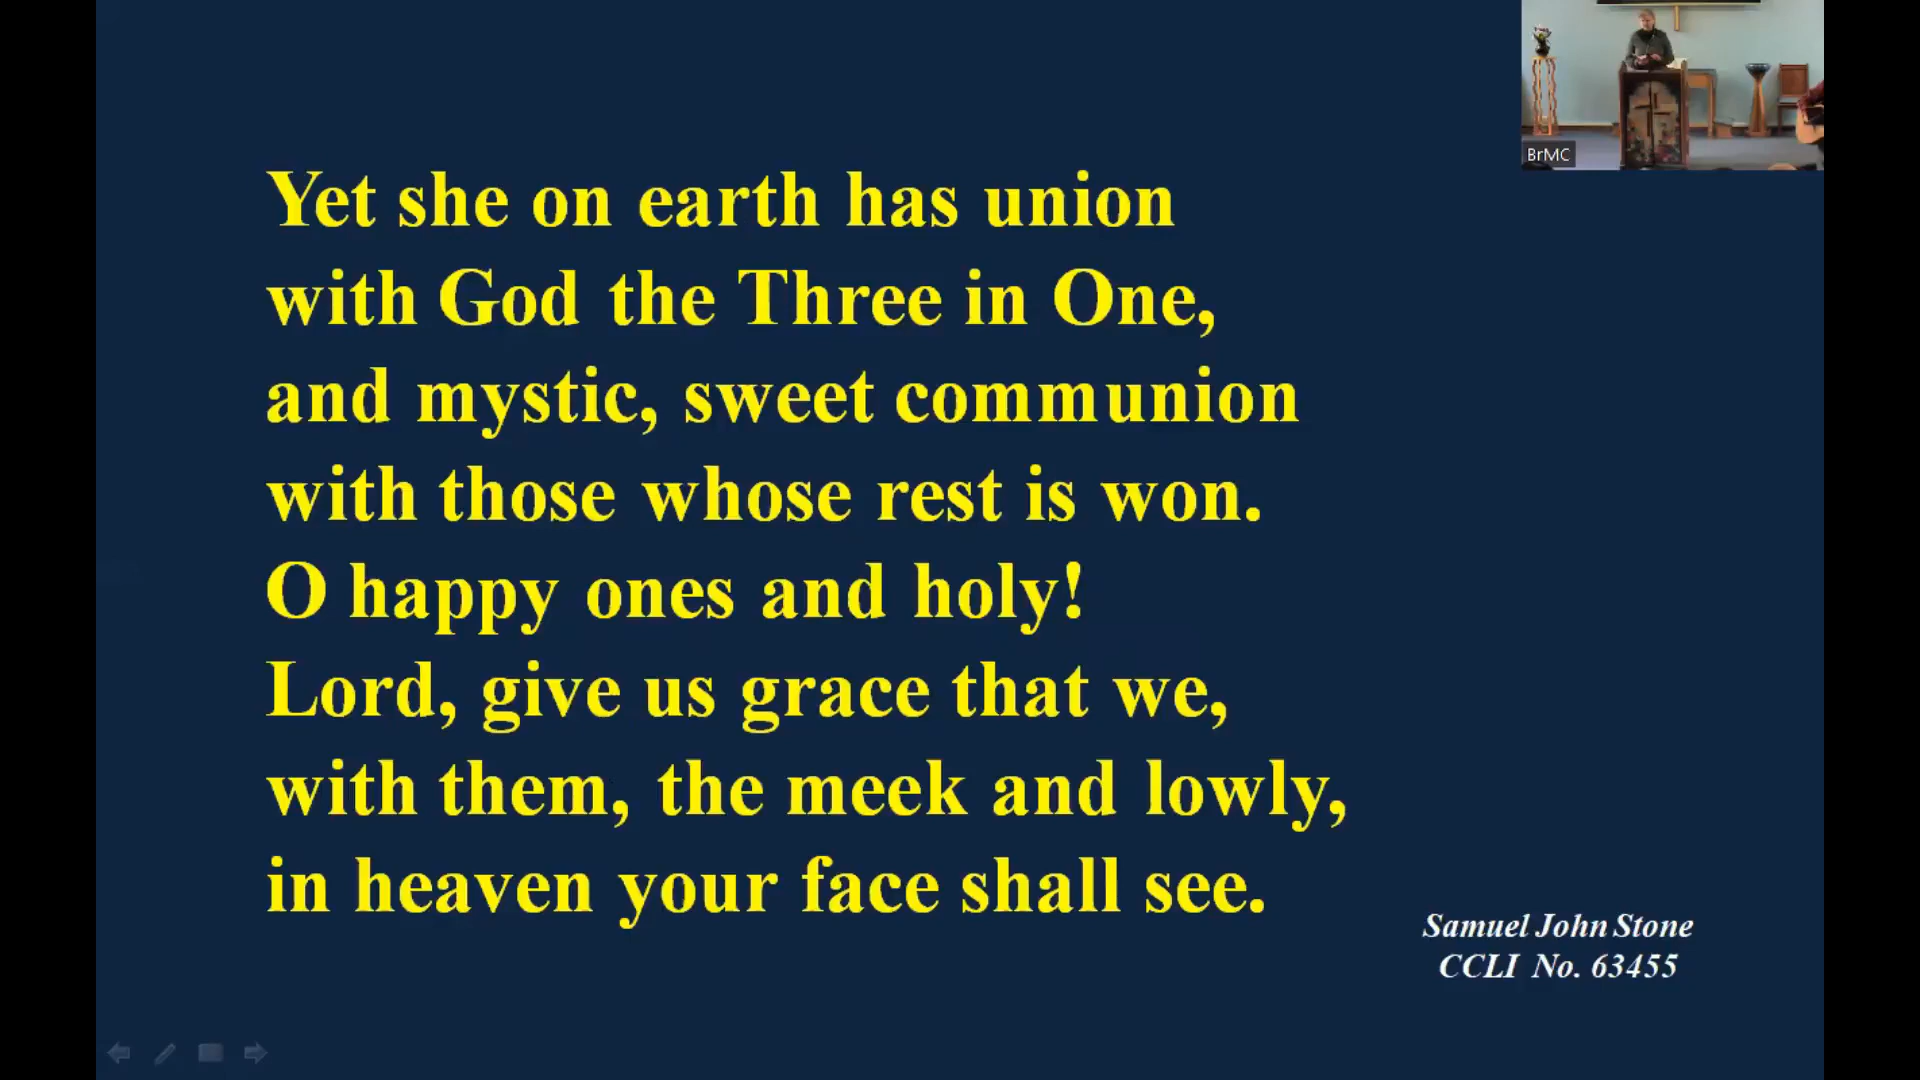 BrMC
Yet she on earth has union
with God the Three in One,
and mystic, sweet communion
with those whose rest is won.
O happy ones and holy!
Lord, give us grace that we,
with them, the meek and lowly,
in heaven your face shall see.
Samuel John Stone
CCLI No. 63455